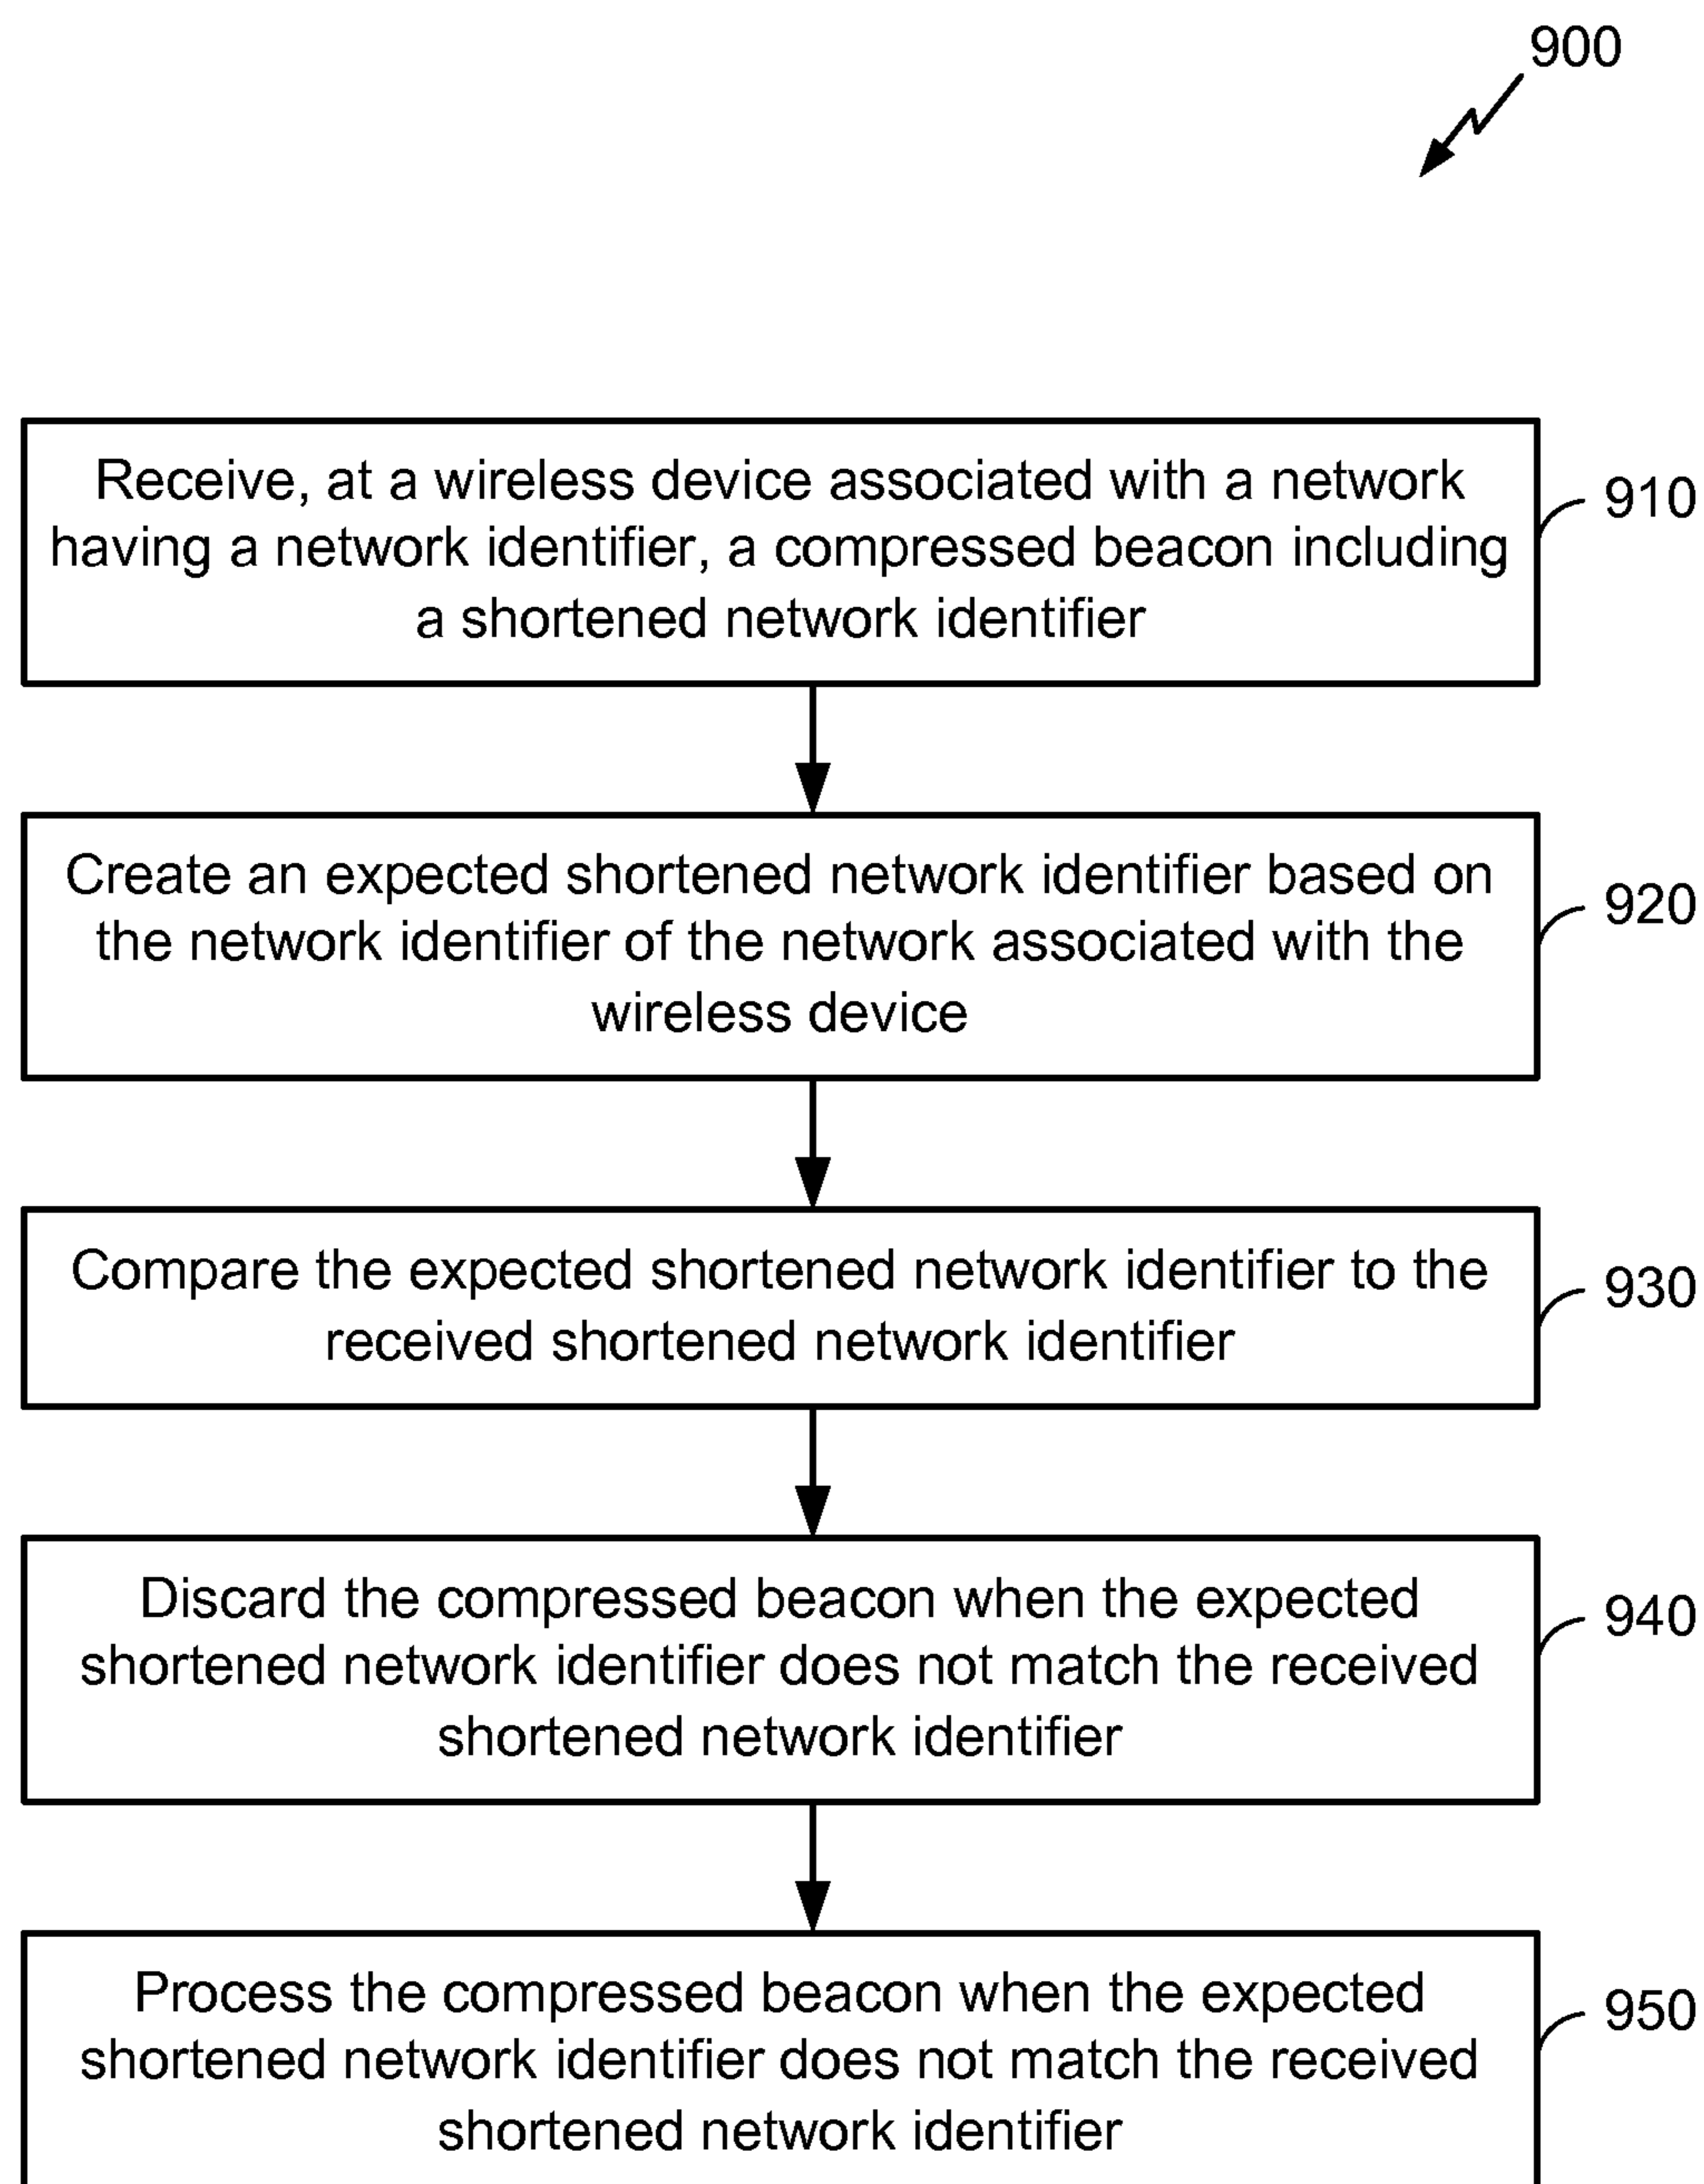 900
Receive, at a wireless device associated with a network
having a network identifier, a compressed beacon including
a shortened network identifier
910
Create an expected shortened network identifier based on
the network identifier of the network associated with the
wireless device
920
Compare the expected shortened network identifier to the
received shortened network identifier
930
Discard the compressed beacon when the expected
shortened network identifier does not match the received
shortened network identifier
940
Process the compressed beacon when the expected
shortened network identifier does not match the received
shortened network identifier
950